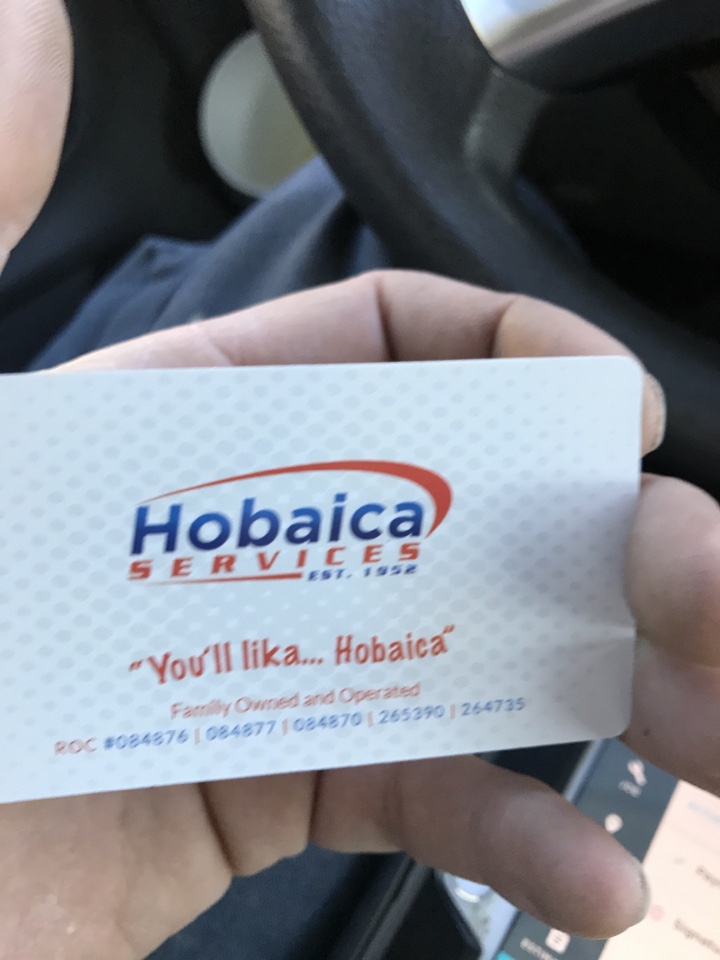 Hobaica
SERVICES
EST. 1952
"You'll lika... Hobaica"
Family Owned and Operated
ROC #084876 | 084877 | 084870 | 265390 | 264735